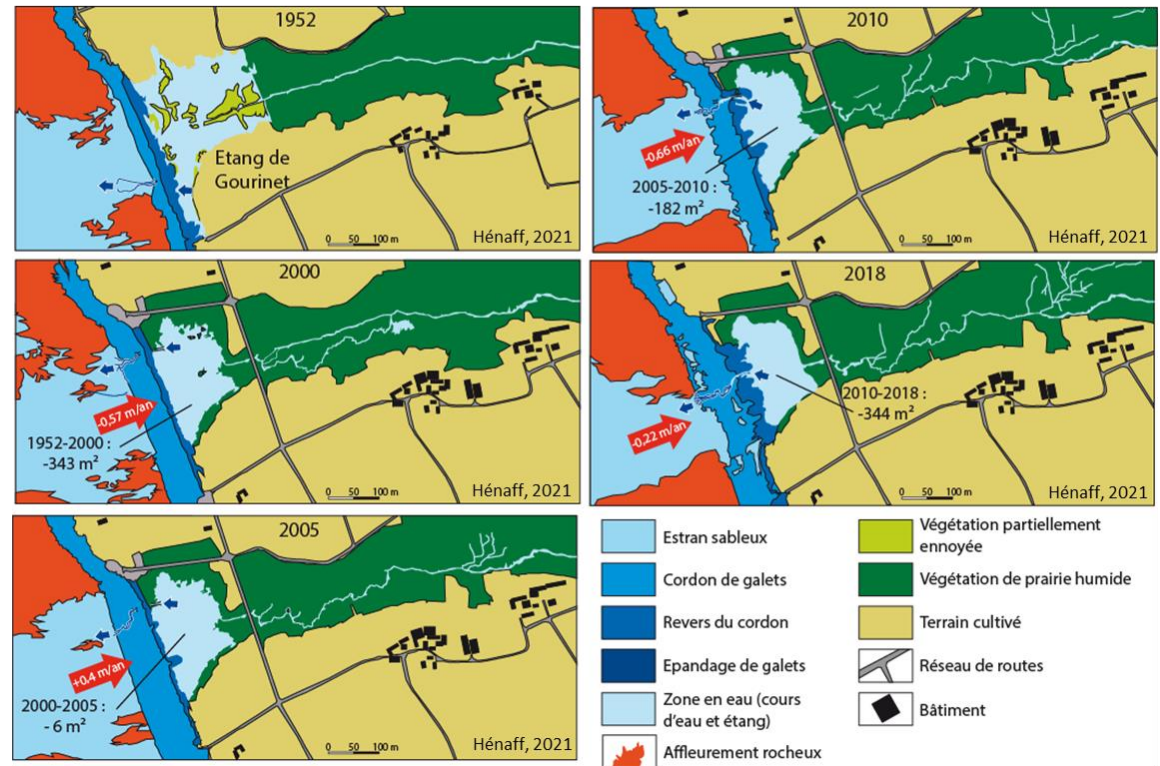 1952
Etang de
Gourinet
0 50 100 m
Hénaff, 2021
2010
-0.66 m/an
2005-2010 :
-182 m²
0 50 100 m
Hénaff, 2021
2000
-0,57 m/an
1952-2000 :
-343 m²
0 50 100 m
Hénaff, 2021
2018
2010-2018 :
-344 m²
-0,22 m/an
0 50 100 m
Hénaff, 2021
2005
+0.4 m/an
2000-2005 :
- 6 m²
Hénaff, 2021
Estran sableux
Cordon de galets
Revers du cordon
Epandage de galets
Zone en eau (cours
d'eau et étang)
Affleurement rocheux
Végétation partiellement
ennoyée
Végétation de prairie humide
Terrain cultivé
Réseau de routes
Bâtiment